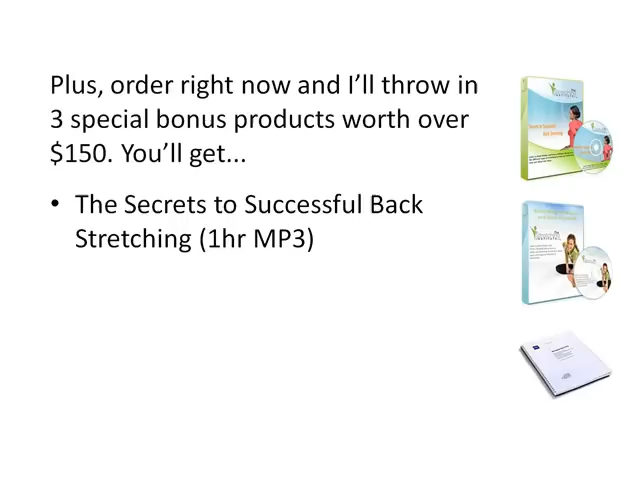 Plus, order right now and I’ll throw in
3 special bonus products worth over
$150. You’ll get...
• The Secrets to Successful Back
Stretching (1hr MP3)